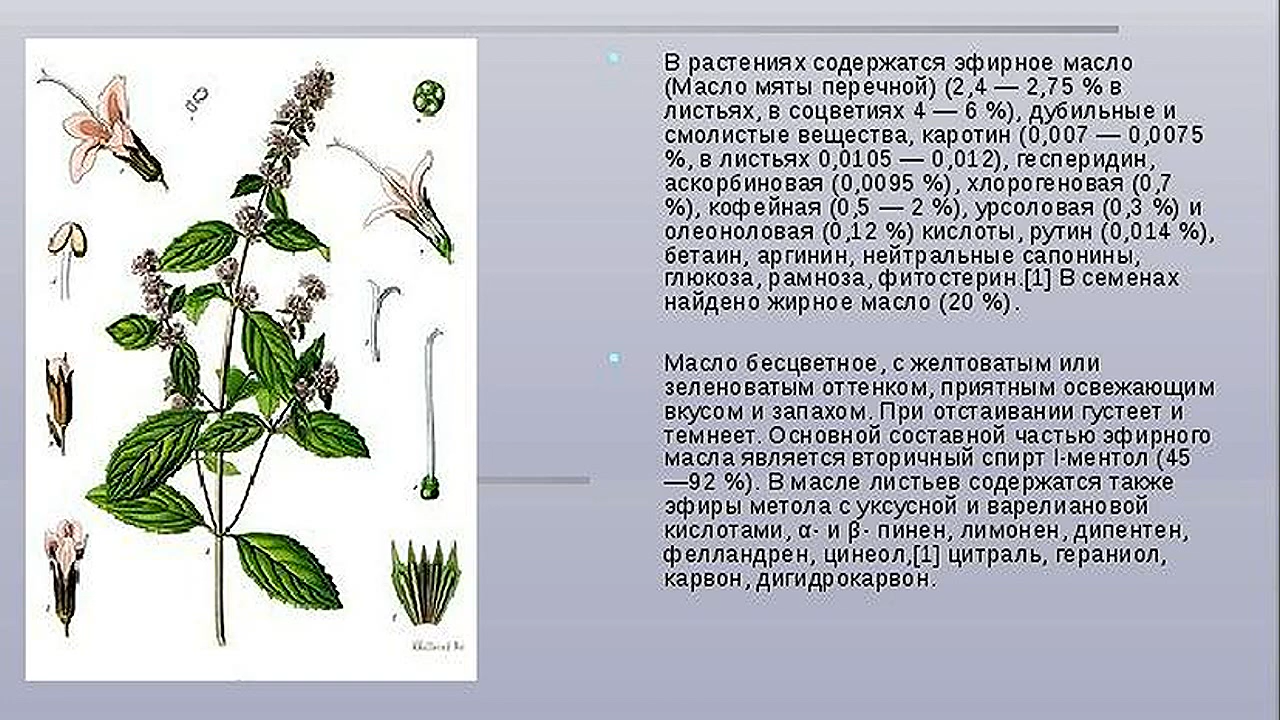 В растениях содержатся эфирное масло
(Масло мяты перечной) (2,4 — 2,75 % в
листьях, в соцветиях 4 — 6 %), дубильные и
смолистые вещества, каротин (0,007 — 0,0075
%, в листьях 0,0105 — 0,012), гесперидин,
аскорбиновая (0,0095 %), хлорогеновая (0,7
%), кофейная (0,5 — 2 %), урсоловая (0,3 %) и
олеоноловая (0,12 %) кислоты, рутин (0,014 %),
бетаин, аргинин, нейтральные сапонины,
глюкоза, рамноза, фитостерин.[1] В семенах
найдено жирное масло (20 %).
Масло бесцветное, с желтоватым или
зеленоватым оттенком, приятным освежающим
вкусом и запахом. При отстаивании густеет и
темнеет. Основной составной частью эфирного
масла является вторичный спирт l-ментол (45
—92 %). В масле листьев содержатся также
эфиры метола с уксусной и варелиановой
кислотами, α- и β- пинен, лимонен, дипентен,
фелландрен, цинеол,[1] цитраль, гераниол,
карвон, дигидрокарвон.